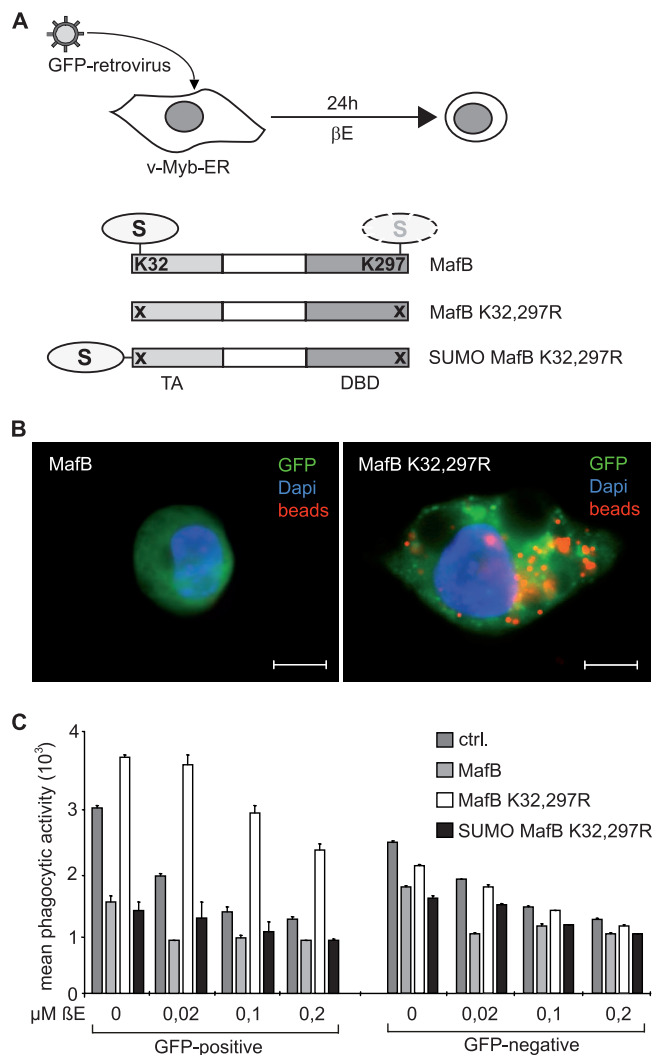 A
GFP-retrovirus
24h
βE
v-Myb-ER
S
S
K32
K297
MafB
x
x
MafB K32,297R
S
x
x
SUMO MafB K32,297R
TA
DBD
B
MafB
GFP
Dapi
beads
MafB K32,297R
GFP
Dapi
beads
C
mean phagocytic activity (10³)
4
3
2
1
0
ctrl.
MafB
MafB K32,297R
SUMO MafB K32,297R
µM ßE
0
0,02
0,1
0,2
0
0,02
0,1
0,2
GFP-positive
GFP-negative